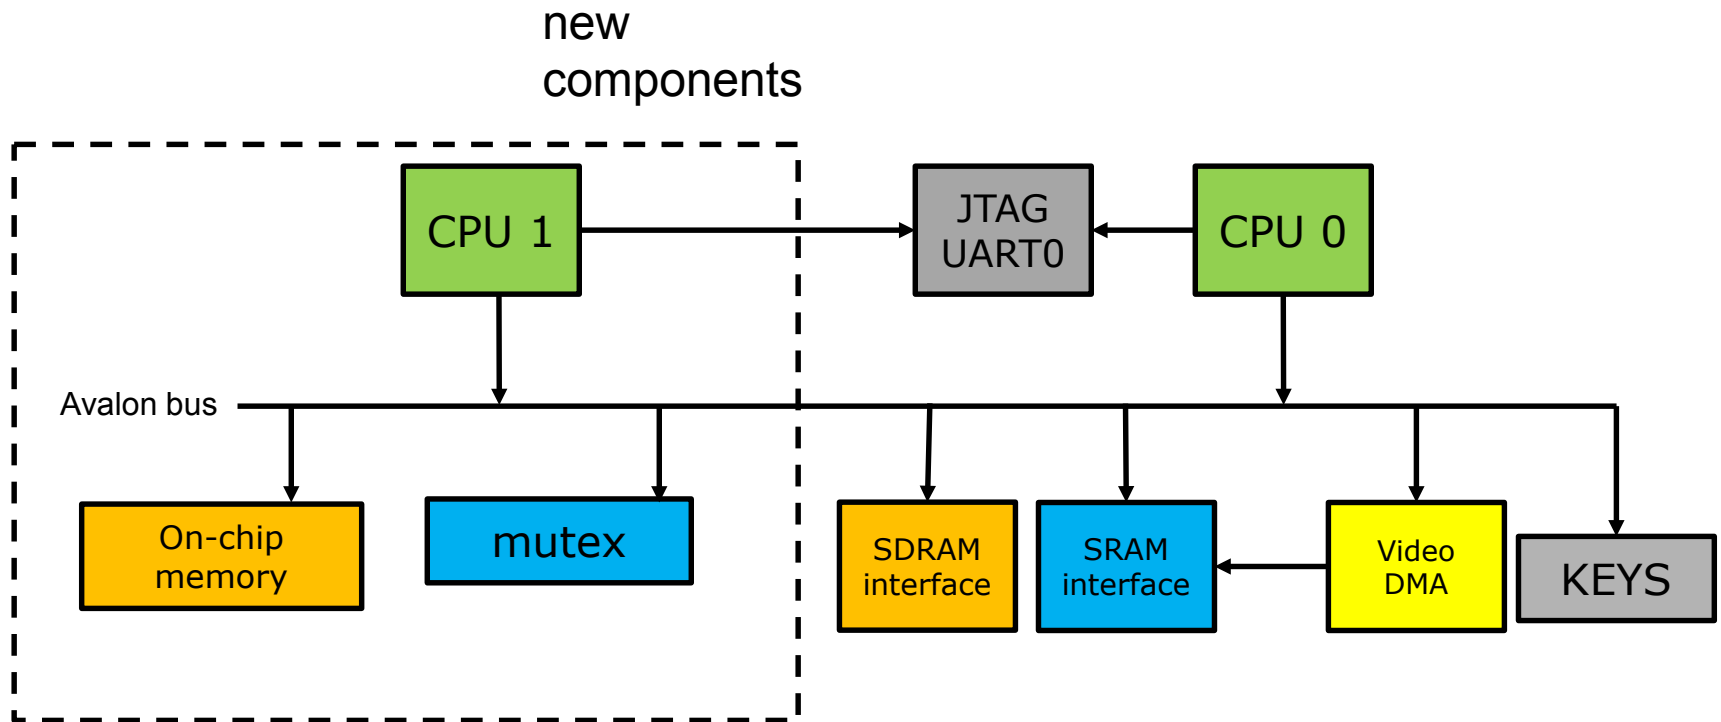 new
components
CPU 1
JTAG
UART0
CPU 0
Avalon bus
On-chip
memory
mutex
SDRAM
interface
SRAM
interface
Video
DMA
KEYS